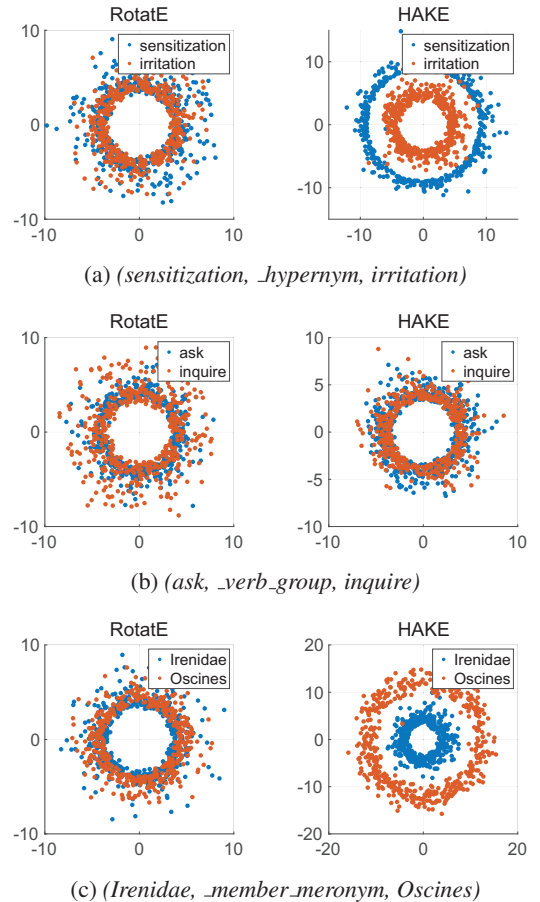 RotatE HAKE
sensitization
irritation
sensitization
irritation
10
5
0
-10
-10 0 10
15
10
0
-10
-10 0 10
(a) (sensitization, _hypernym, irritation)
RotatE HAKE
ask
inquire
ask
inquire
10
0
-10
-10 0 10
10
5
0
-5
-10
-10 0 10
(b) (ask, _verb_group, inquire)
RotatE HAKE
Irenidae
Oscines
Irenidae
Oscines
10
0
-10
-10 0 10
20
10
0
-10
-20
-20 0 20
(c) (Irenidae, _member_meronym, Oscines)